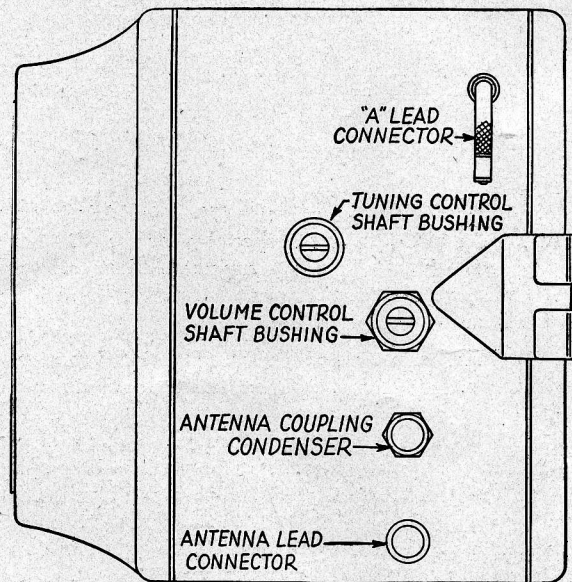 "A" LEAD
CONNECTOR
TUNING CONTROL
SHAFT BUSHING
VOLUME CONTROL
SHAFT BUSHING
ANTENNA COUPLING
CONDENSER
ANTENNA LEAD
CONNECTOR